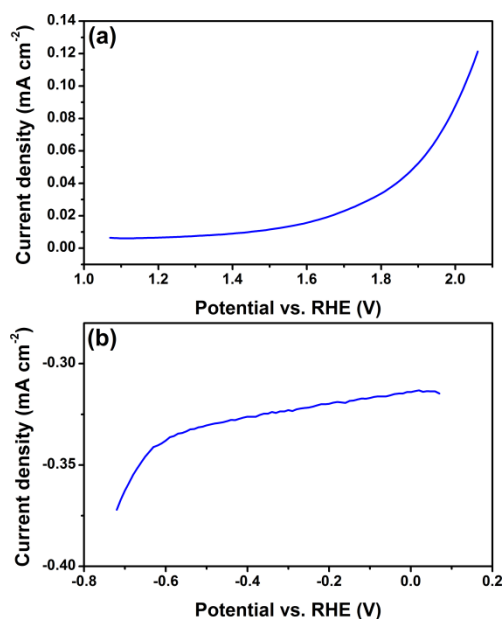 (a)
Current density (mA cm-2)
0.14
0.12
0.10
0.08
0.06
0.04
0.02
0.00
1.0 1.2 1.4 1.6 1.8 2.0
Potential vs. RHE (V)
(b)
Current density (mA cm-2)
-0.30
-0.35
-0.40
-0.8 -0.6 -0.4 -0.2 0.0 0.2
Potential vs. RHE (V)